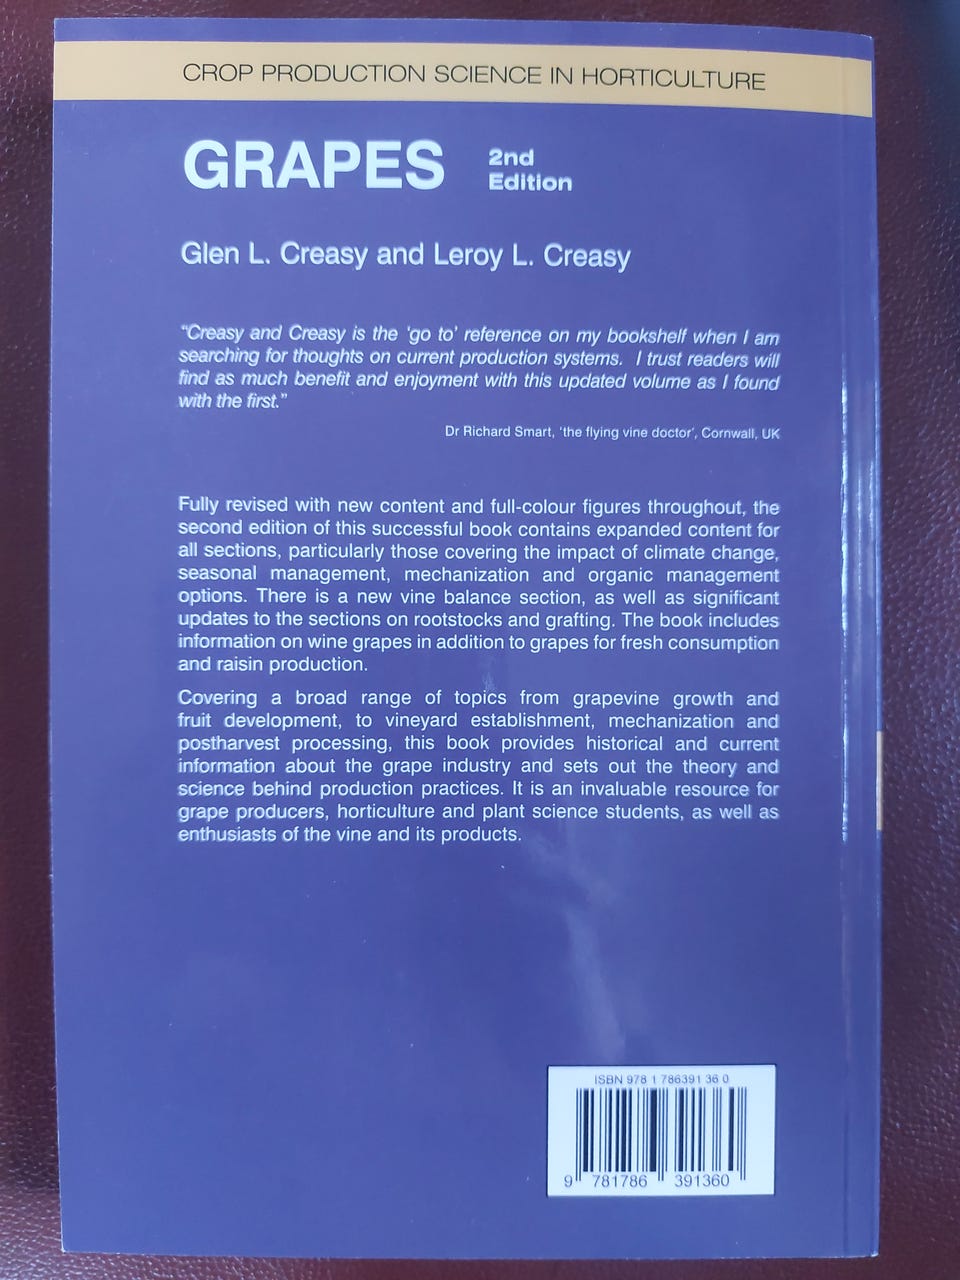 CROP PRODUCTION SCIENCE IN HORTICULTURE
GRAPES
2nd
Edition
Glen L. Creasy and Leroy L. Creasy
“Creasy and Creasy is the ‘go to’ reference on my bookshelf when I am
searching for thoughts on current production systems. I trust readers will
find as much benefit and enjoyment with this updated volume as I found
with the first.”
Dr Richard Smart, ‘the flying vine doctor’, Cornwall, UK
Fully revised with new content and full-colour figures throughout, the
second edition of this successful book contains expanded content for
all sections, particularly those covering the impact of climate change,
seasonal management, mechanization and organic management
options. There is a new vine balance section, as well as significant
updates to the sections on rootstocks and grafting. The book includes
information on wine grapes in addition to grapes for fresh consumption
and raisin production.
Covering a broad range of topics from grapevine growth and
fruit development, to vineyard establishment, mechanization and
postharvest processing, this book provides historical and current
information about the grape industry and sets out the theory and
science behind production practices. It is an invaluable resource for
grape producers, horticulture and plant science students, as well as
enthusiasts of the vine and its products.
ISBN 978 1 786391 36 0
9 781786 391360